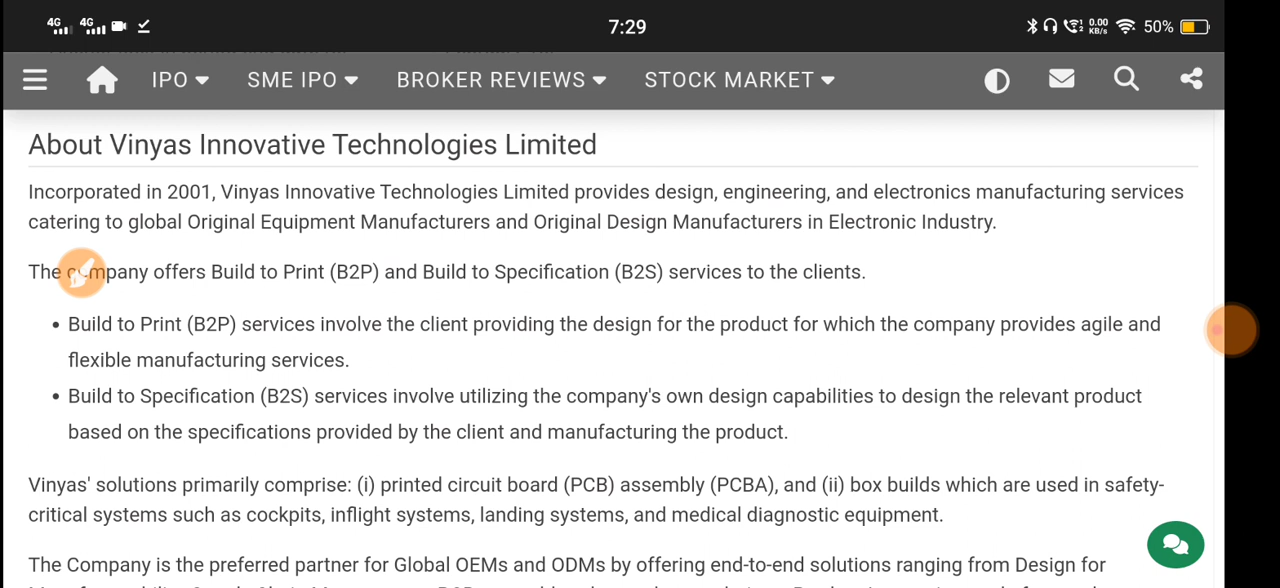 4G 4G 7:29 0.00 KB/s 50%
IPO SME IPO BROKER REVIEWS STOCK MARKET
About Vinyas Innovative Technologies Limited
Incorporated in 2001, Vinyas Innovative Technologies Limited provides design, engineering, and electronics manufacturing services
catering to global Original Equipment Manufacturers and Original Design Manufacturers in Electronic Industry.
The company offers Build to Print (B2P) and Build to Specification (B2S) services to the clients.
• Build to Print (B2P) services involve the client providing the design for the product for which the company provides agile and
flexible manufacturing services.
• Build to Specification (B2S) services involve utilizing the company's own design capabilities to design the relevant product
based on the specifications provided by the client and manufacturing the product.
Vinyas' solutions primarily comprise: (i) printed circuit board (PCB) assembly (PCBA), and (ii) box builds which are used in safety-
critical systems such as cockpits, inflight systems, landing systems, and medical diagnostic equipment.
The Company is the preferred partner for Global OEMs and ODMs by offering end-to-end solutions ranging from Design for